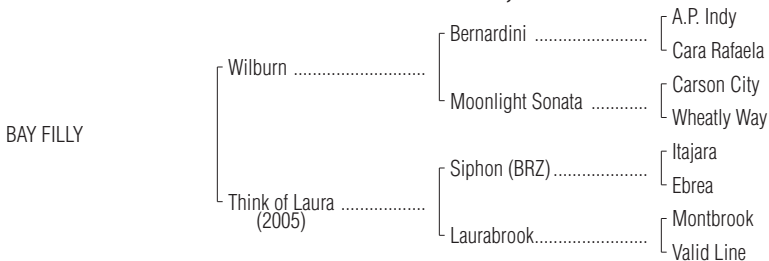 A.P. Indy
Bernardini ........................
Cara Rafaela
Wilburn ............................
Carson City
Moonlight Sonata ............
Wheatly Way
BAY FILLY
Itajara
Siphon (BRZ)....................
Ebrea
Think of Laura ..................
(2005)
Montbrook
Laurabrook........................
Valid Line